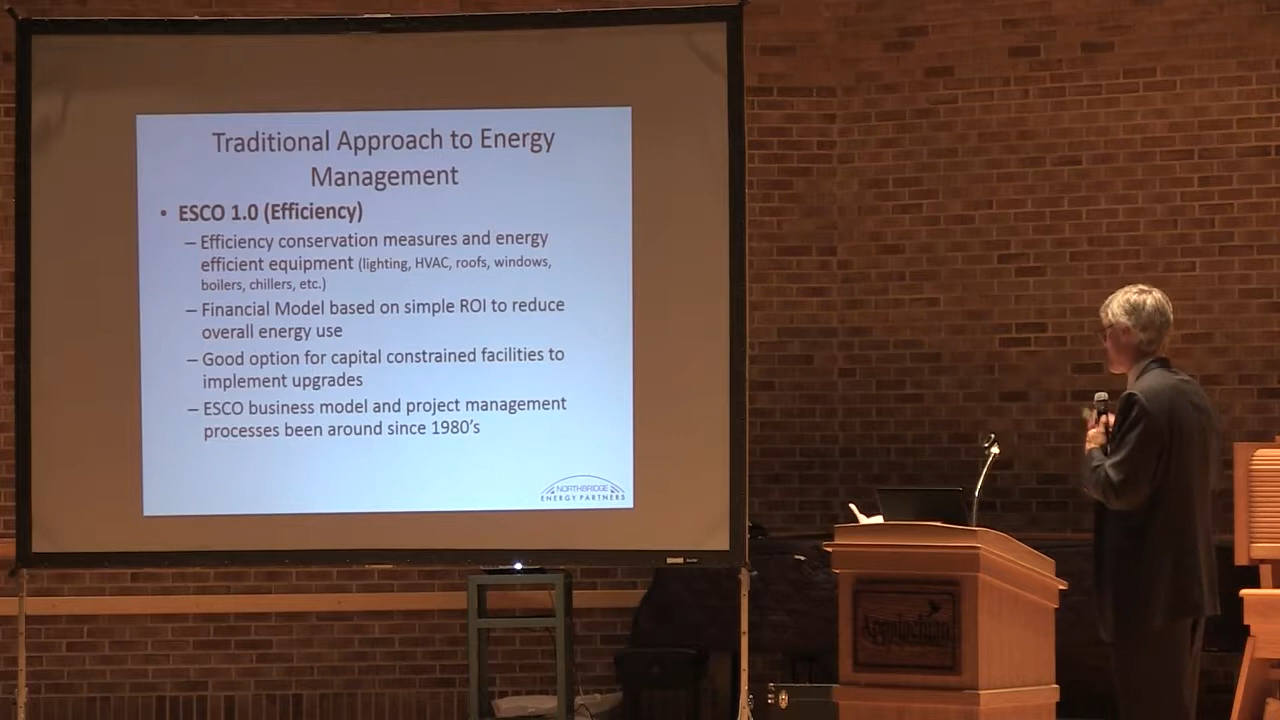 Traditional Approach to Energy
Management
• ESCO 1.0 (Efficiency)
– Efficiency conservation measures and energy
efficient equipment (lighting, HVAC, roofs, windows,
boilers, chillers, etc.)
– Financial Model based on simple ROI to reduce
overall energy use
– Good option for capital constrained facilities to
implement upgrades
– ESCO business model and project management
processes been around since 1980's
NORTHBRIDGE
ENERGY PARTNERS
Appalachian